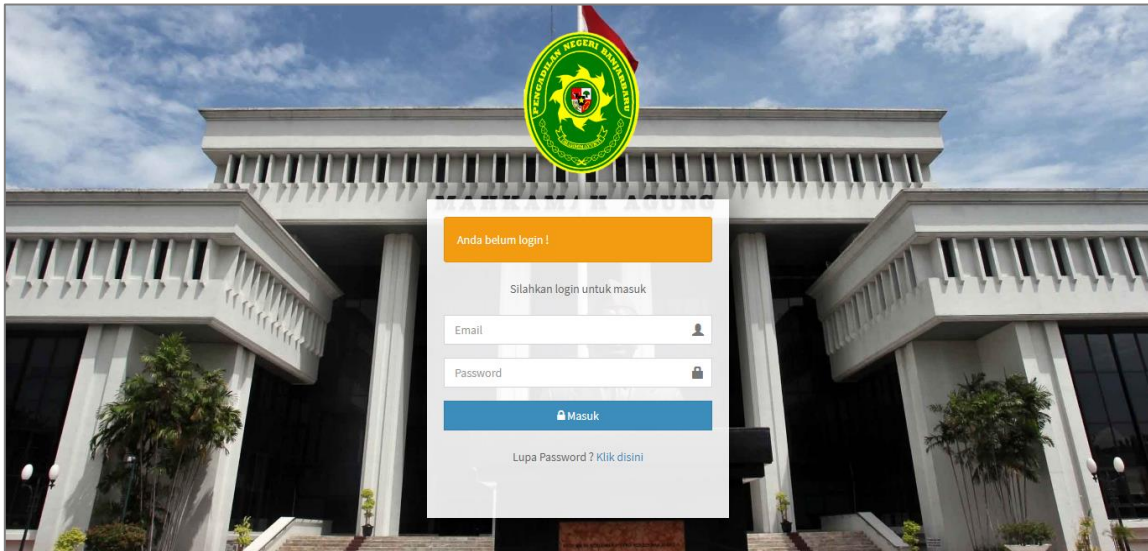 PENGADILAN NEGERI BANJARBARU
MAHKAMAH AGUNG
Anda belum login !
Silahkan login untuk masuk
Email
Password
Masuk
Lupa Password ? Klik disini